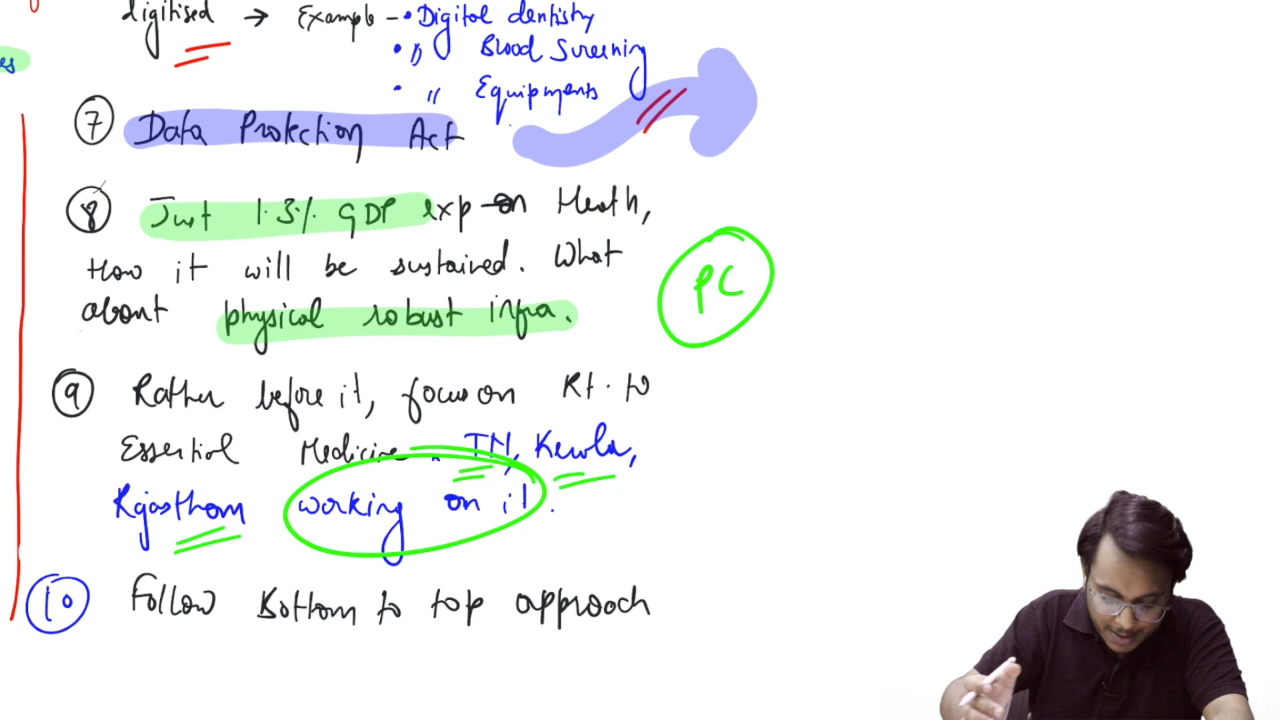 digitised → Example - • Digital dentistry
es
• " Blood Screening
• " Equipments
7 Data Protection Act
8 Just 1.3% GDP exp on Heath,
How it will be sustained. What
about physical robust infra.
PC
9 Rather before it, focus on Rt. to
Essential Medicine. TN, Kerala,
Rjasthan working on it.
10 Follow Bottom to top approach